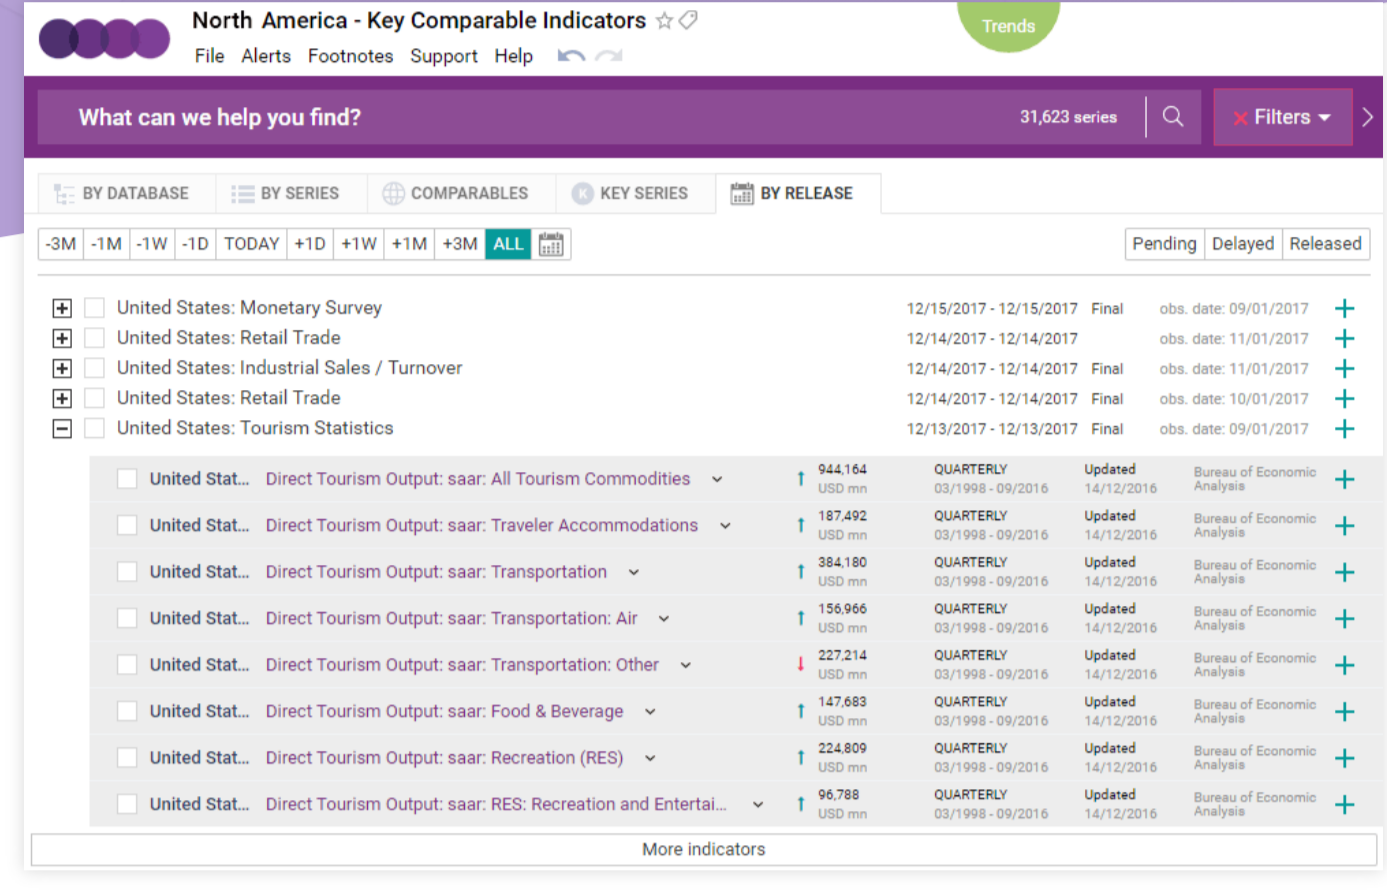 North America - Key Comparable Indicators
Trends
File Alerts Footnotes Support Help
What can we help you find? 31,623 series Filters
BY DATABASE BY SERIES COMPARABLES K KEY SERIES BY RELEASE
-3M -1M -1W -1D TODAY +1D +1W +1M +3M ALL Pending Delayed Released
United States: Monetary Survey 12/15/2017 - 12/15/2017 Final obs. date: 09/01/2017
United States: Retail Trade 12/14/2017 - 12/14/2017 obs. date: 11/01/2017
United States: Industrial Sales / Turnover 12/14/2017 - 12/14/2017 Final obs. date: 11/01/2017
United States: Retail Trade 12/14/2017 - 12/14/2017 Final obs. date: 10/01/2017
United States: Tourism Statistics 12/13/2017 - 12/13/2017 Final obs. date: 09/01/2017
United Stat... Direct Tourism Output: saar: All Tourism Commodities 944,164 QUARTERLY Updated Bureau of Economic
USD mn 03/1998 - 09/2016 14/12/2016 Analysis
United Stat... Direct Tourism Output: saar: Traveler Accommodations 187,492 QUARTERLY Updated Bureau of Economic
USD mn 03/1998 - 09/2016 14/12/2016 Analysis
United Stat... Direct Tourism Output: saar: Transportation 384,180 QUARTERLY Updated Bureau of Economic
USD mn 03/1998 - 09/2016 14/12/2016 Analysis
United Stat... Direct Tourism Output: saar: Transportation: Air 156,966 QUARTERLY Updated Bureau of Economic
USD mn 03/1998 - 09/2016 14/12/2016 Analysis
United Stat... Direct Tourism Output: saar: Transportation: Other 227,214 QUARTERLY Updated Bureau of Economic
USD mn 03/1998 - 09/2016 14/12/2016 Analysis
United Stat... Direct Tourism Output: saar: Food & Beverage 147,683 QUARTERLY Updated Bureau of Economic
USD mn 03/1998 - 09/2016 14/12/2016 Analysis
United Stat... Direct Tourism Output: saar: Recreation (RES) 224,809 QUARTERLY Updated Bureau of Economic
USD mn 03/1998 - 09/2016 14/12/2016 Analysis
United Stat... Direct Tourism Output: saar: RES: Recreation and Entertai... 96,788 QUARTERLY Updated Bureau of Economic
USD mn 03/1998 - 09/2016 14/12/2016 Analysis
More indicators